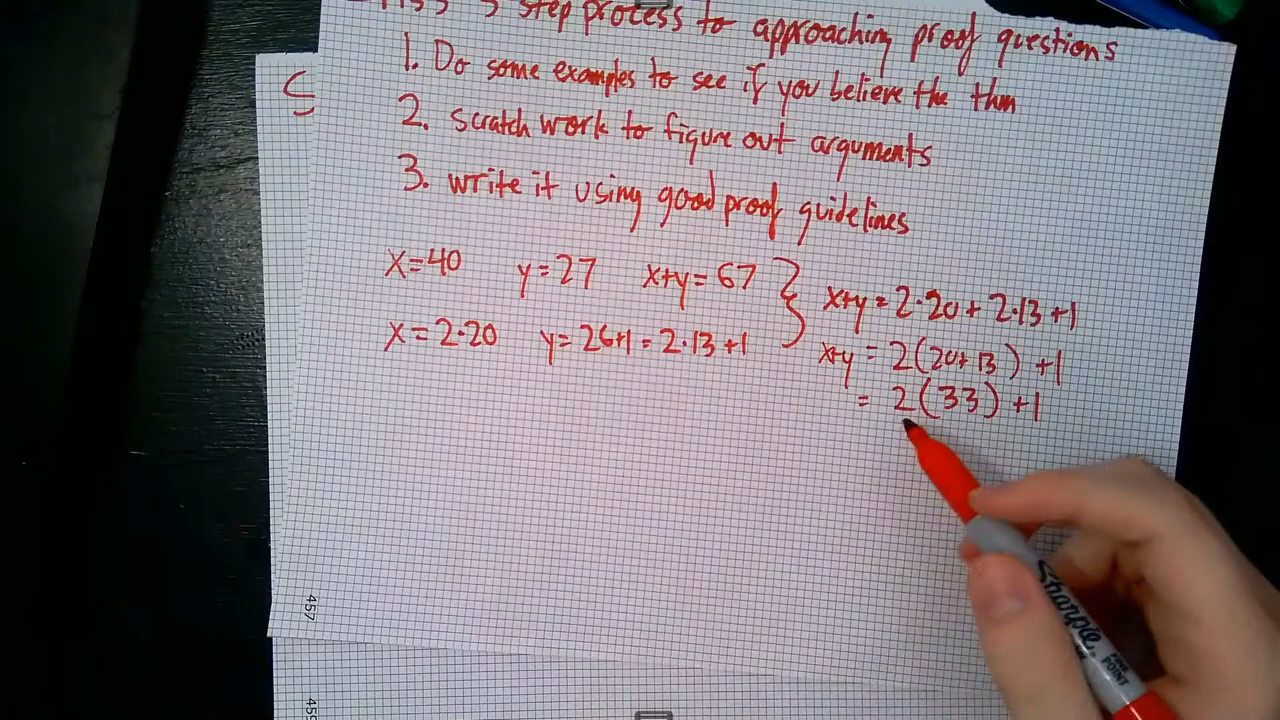 3 step process to approaching proof questions
1. Do some examples to see if you believe the thm
2. scratch work to figure out arguments
3. write it using good proof guidelines
x=40 y=27 x+y=67
x=2·20 y=26+1=2·13+1
x+y=2·20+2·13+1
x+y=2(20+13)+1
=2(33)+1
Sharpie
457